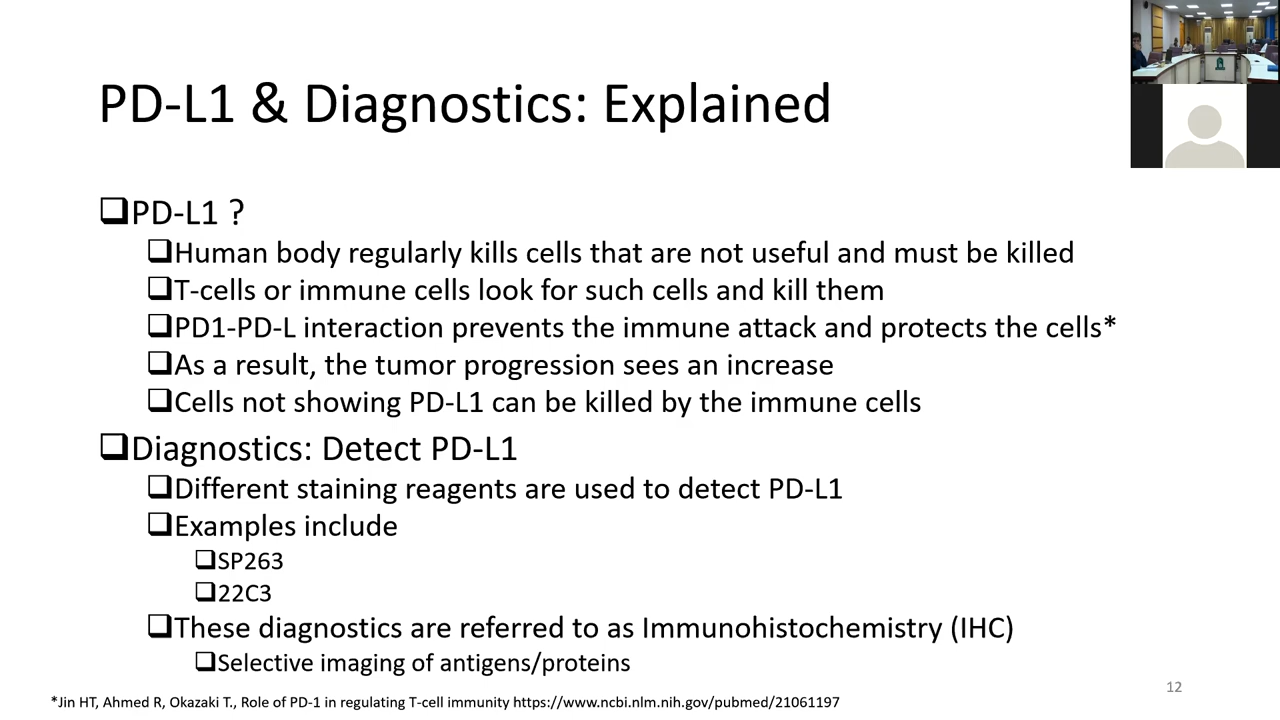 PD-L1 & Diagnostics: Explained
❑PD-L1 ?
❑Human body regularly kills cells that are not useful and must be killed
❑T-cells or immune cells look for such cells and kill them
❑PD1-PD-L interaction prevents the immune attack and protects the cells*
❑As a result, the tumor progression sees an increase
❑Cells not showing PD-L1 can be killed by the immune cells
❑Diagnostics: Detect PD-L1
❑Different staining reagents are used to detect PD-L1
❑Examples include
❑SP263
❑22C3
❑These diagnostics are referred to as Immunohistochemistry (IHC)
❑Selective imaging of antigens/proteins
*Jin HT, Ahmed R, Okazaki T., Role of PD-1 in regulating T-cell immunity https://www.ncbi.nlm.nih.gov/pubmed/21061197
12